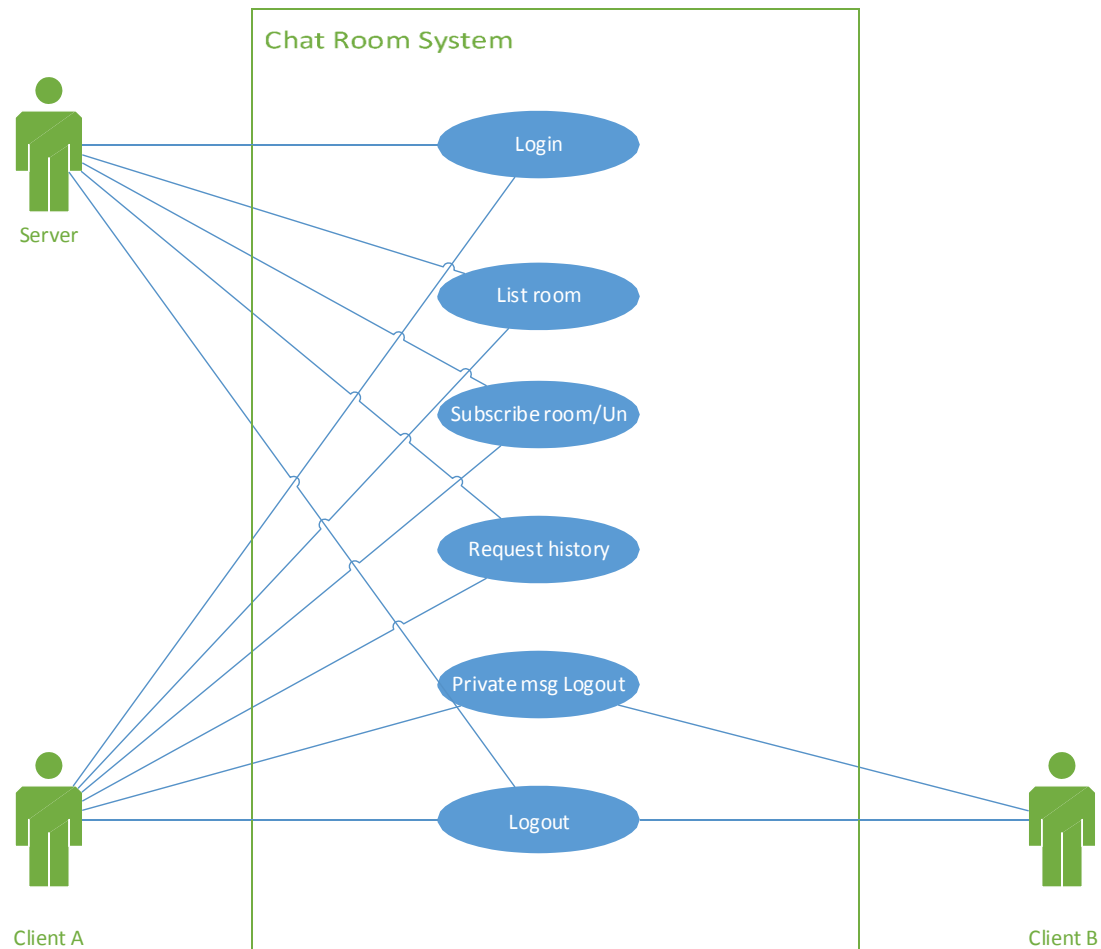 Chat Room System
Server
Login
List room
Subscribe room/Un
Request history
Private msg Logout
Logout
Client A
Client B